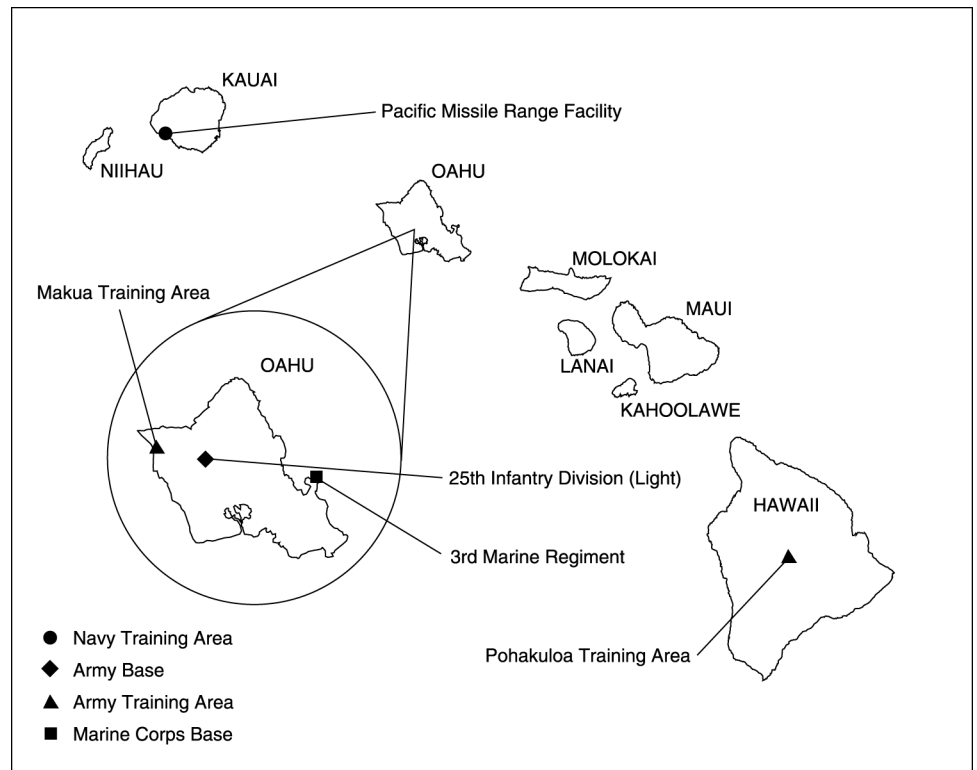 KAUAI
Pacific Missile Range Facility
NIIHAU
OAHU
MOLOKAI
Makua Training Area
MAUI
OAHU
LANAI
KAHOOLAWE
25th Infantry Division (Light)
HAWAII
3rd Marine Regiment
Pohakuloa Training Area
Navy Training Area
Army Base
Army Training Area
Marine Corps Base